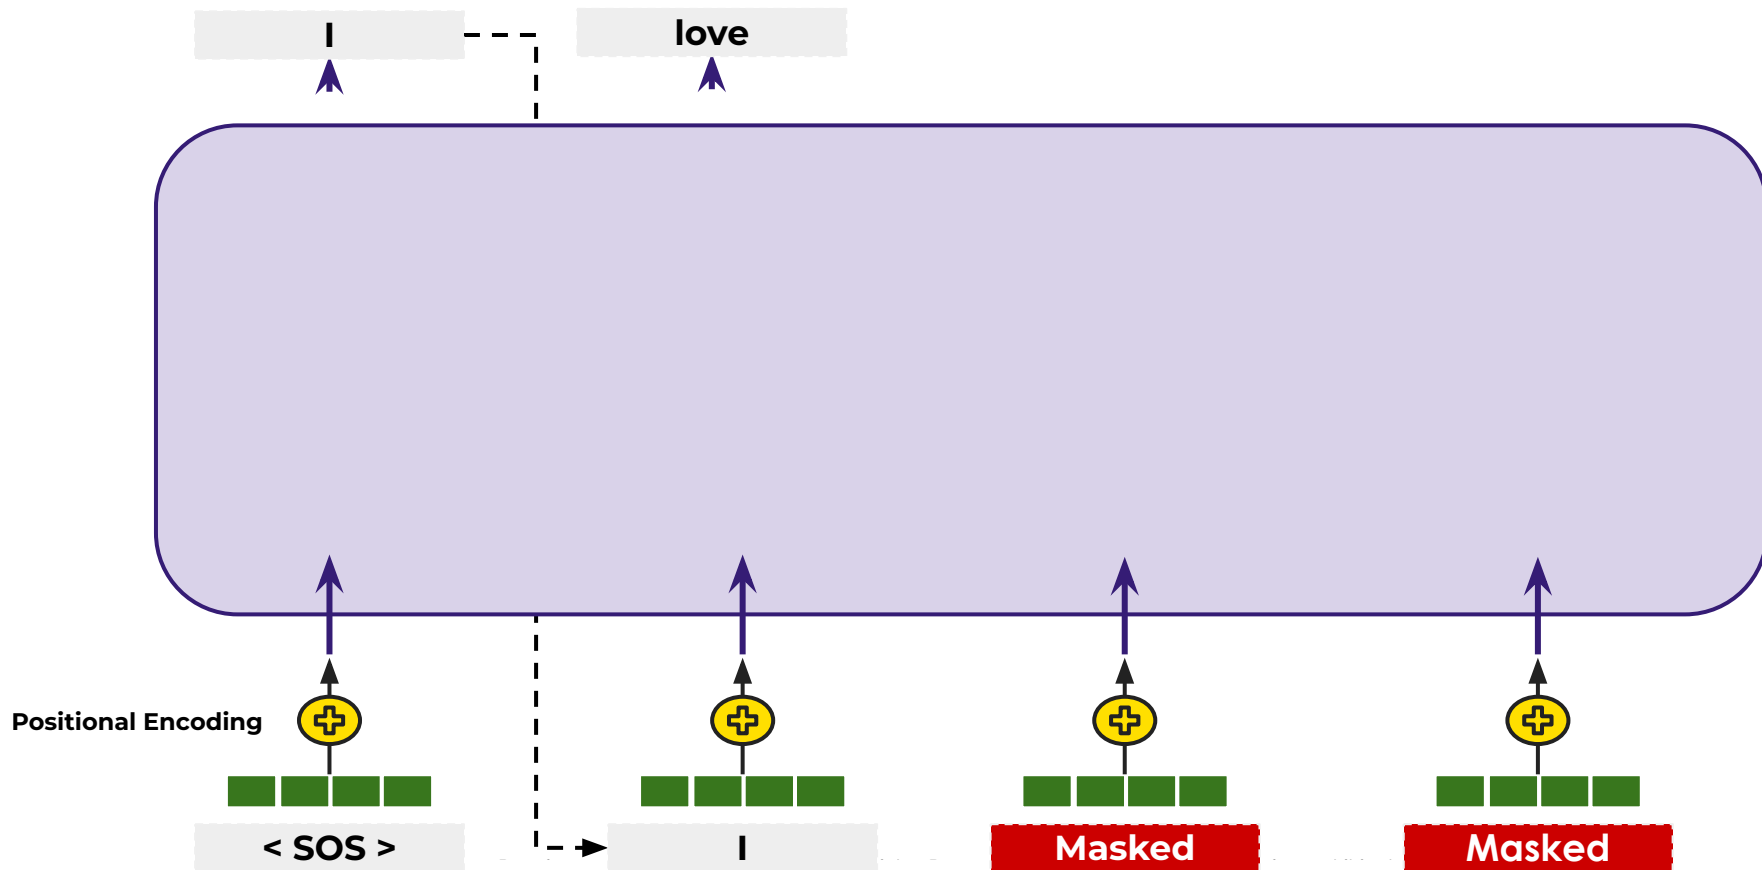 I
love
Positional Encoding
< SOS >
I
Masked
Masked